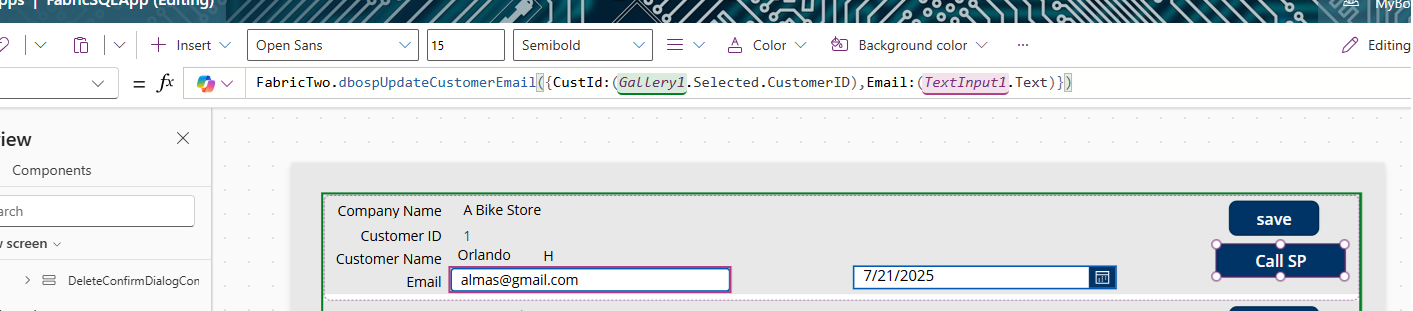 pps | FabricSQLApp (Editing)
MyBo
Insert
Open Sans
15
Semibold
Color
Background color
...
Editing
= fx
FabricTwo.dbospUpdateCustomerEmail({CustId:(Gallery1.Selected.CustomerID),Email:(TextInput1.Text)})
view
Components
arch
w screen
DeleteConfirmDialogCon
Company Name A Bike Store
save
Customer ID 1
Customer Name Orlando H
Call SP
Email almas@gmail.com 7/21/2025